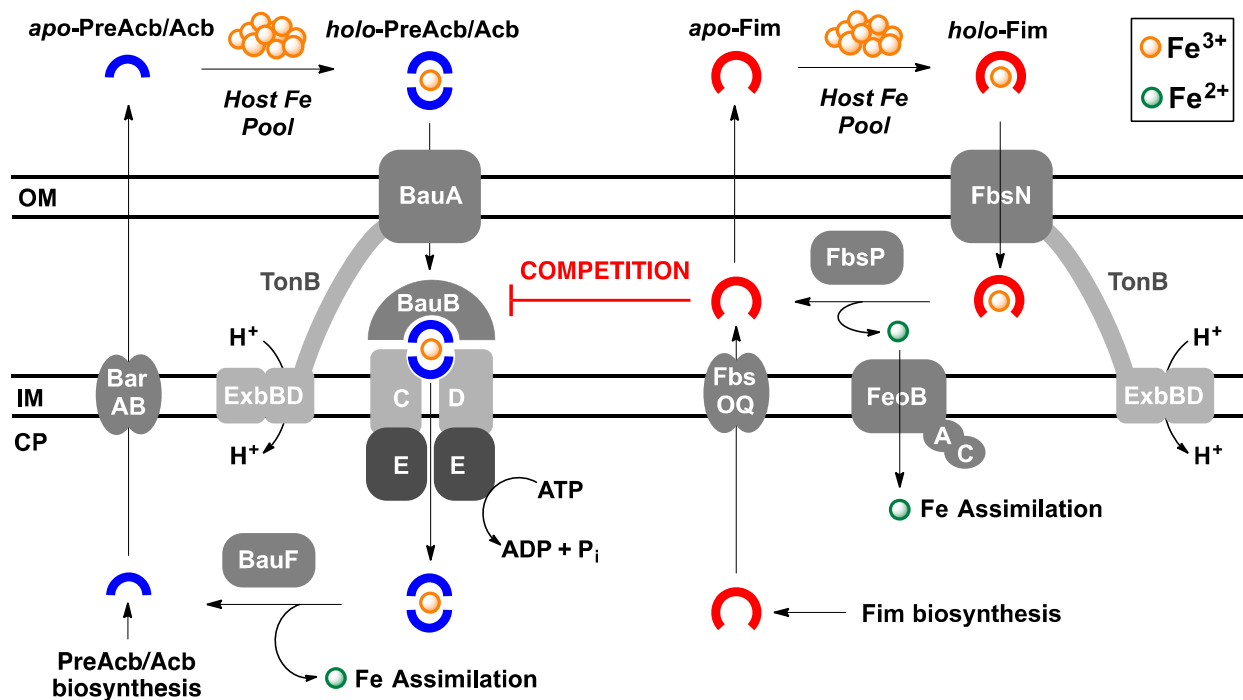 apo-PreAcb/Acb
holo-PreAcb/Acb
Host Fe
Pool
apo-Fim
holo-Fim
Host Fe
Pool
Fe3+
Fe2+
OM
BauA
FbsN
TonB
BauB
COMPETITION
FbsP
TonB
H+
H+
IM
Bar
AB
ExbBD
C
D
Fbs
OQ
FeoB
ExbBD
CP
A
C
H+
H+
E
E
ATP
ADP + Pi
Fe Assimilation
BauF
PreAcb/Acb
biosynthesis
Fe Assimilation
Fim biosynthesis